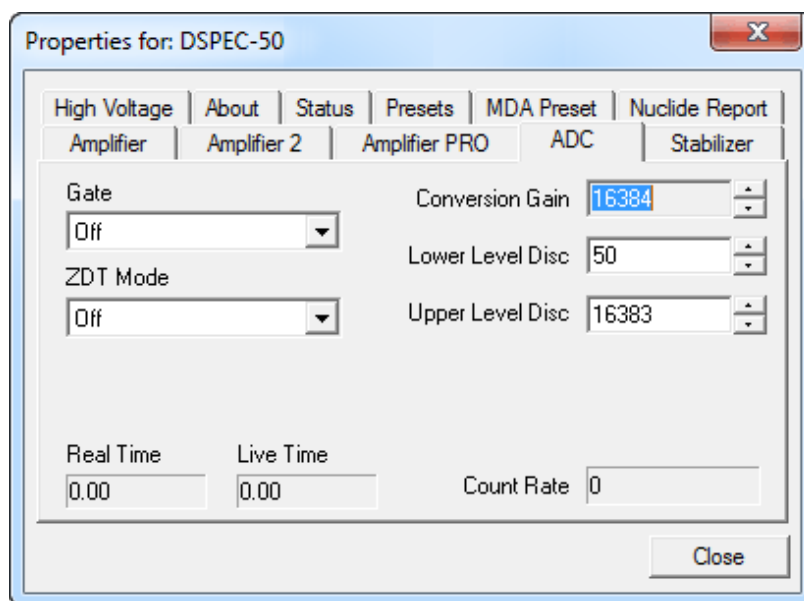 Properties for: DSPEC-50
High Voltage About Status Presets MDA Preset Nuclide Report
Amplifier Amplifier 2 Amplifier PRO ADC Stabilizer
Gate
Off
ZDT Mode
Off
Conversion Gain 16384
Lower Level Disc 50
Upper Level Disc 16383
Real Time Live Time
0.00 0.00
Count Rate 0
Close